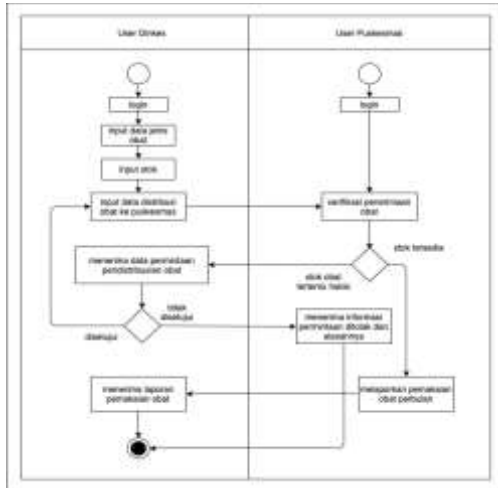 User Dinkes
User Puskesmas
login
login
input data jenis
obat
input stok
input data distribusi
obat ke puskesmas
verifikasi penerimaan
obat
stok tersedia
menerima data permintaan
pendistribusian obat
stok obat
tertentu habis
tidak
disetujui
disetujui
menerima informasi
permintaan ditolak dan
alasannya
menerima laporan
pemakaian obat
melaporkan pemakaian
obat perbulan